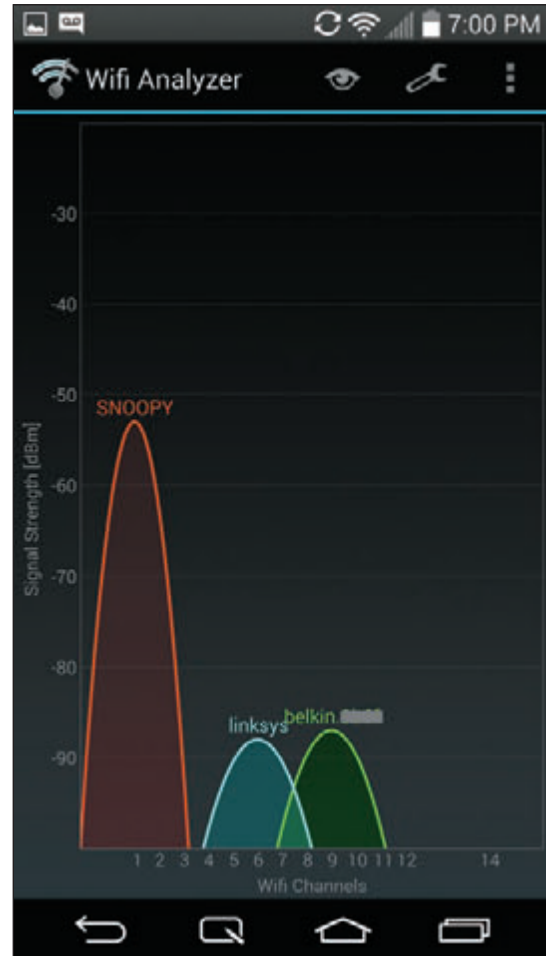 7:00 PM
Wifi Analyzer
-30
-40
-50
SNOOPY
-60
-70
-80
linksys
belkin.
-90
Signal Strength [dBm]
1 2 3 4 5 6 7 8 9 10 11 12 14
Wifi Channels